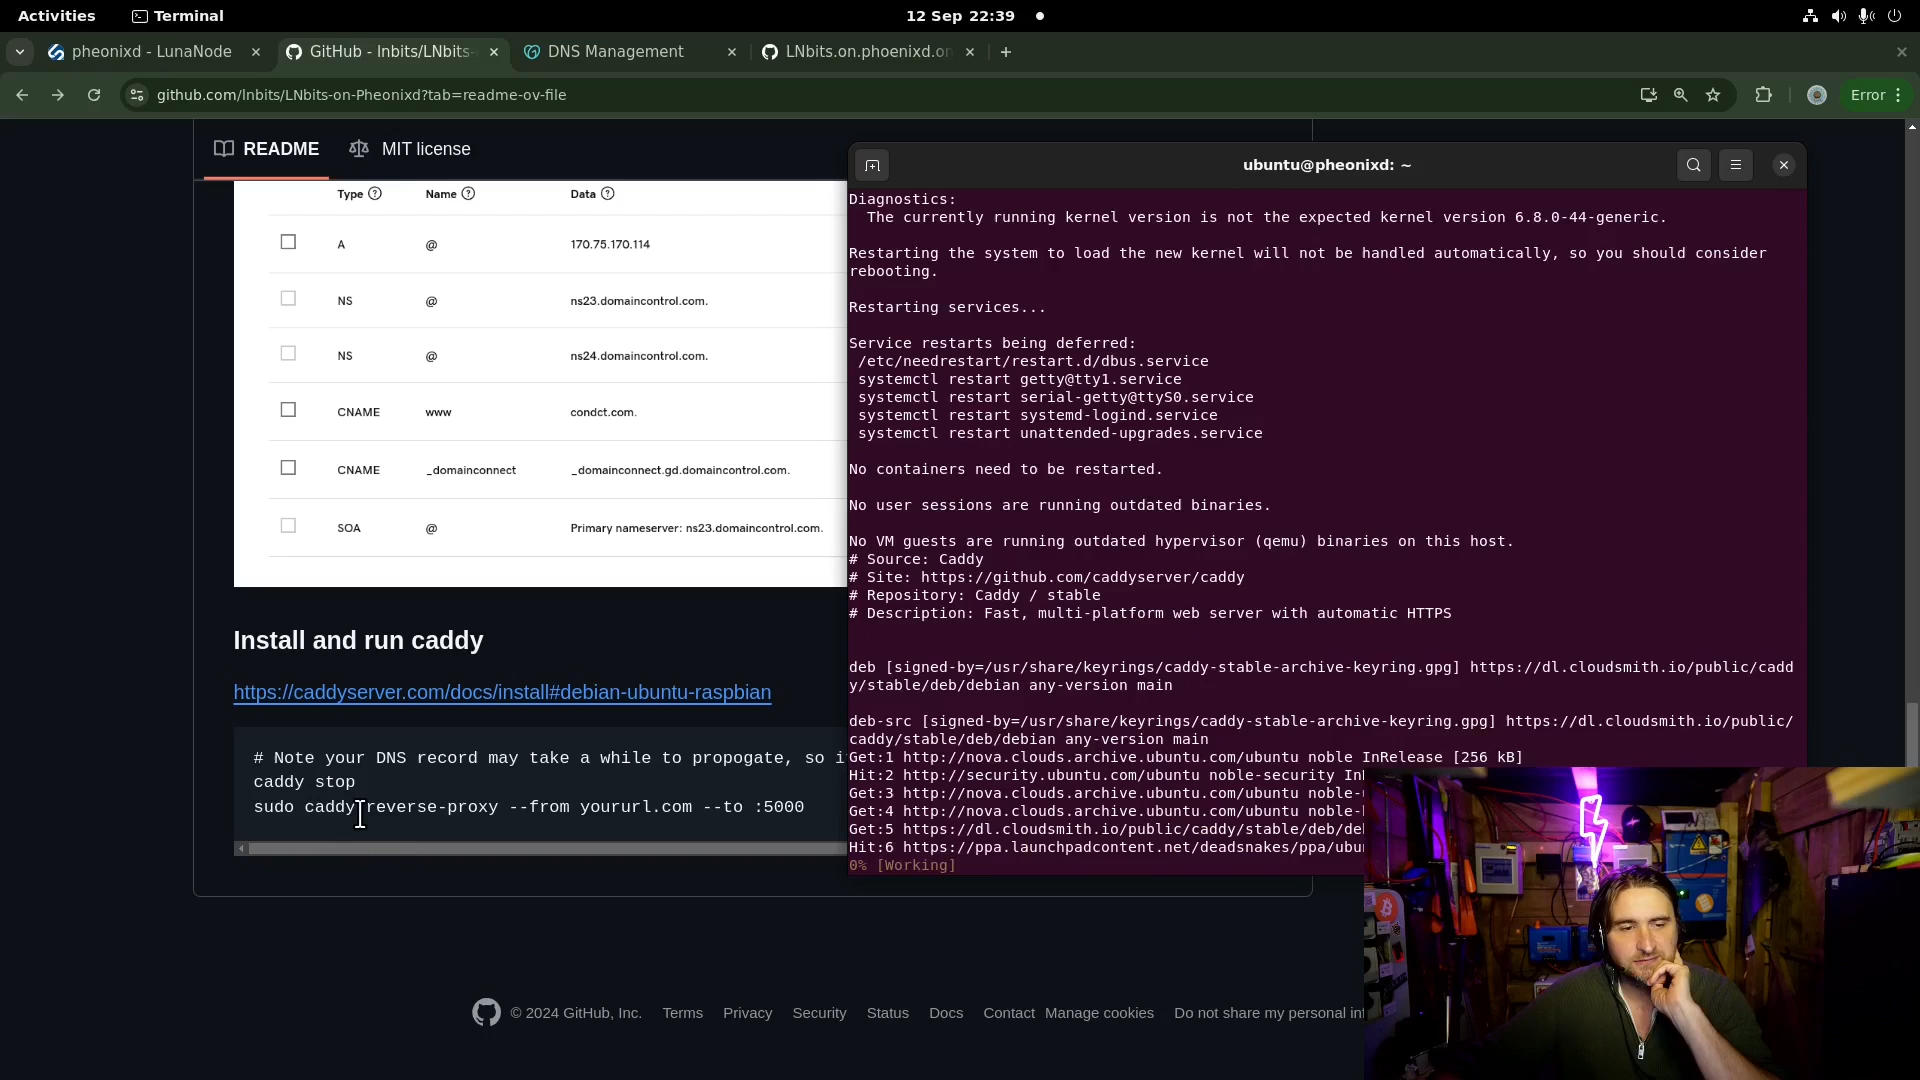 Activities
Terminal
12 Sep 22:39
pheonixd - LunaNode
GitHub - lnbits/LNbits-
DNS Management
LNbits.on.phoenixd.on
github.com/lnbits/LNbits-on-Pheonixd?tab=readme-ov-file
Error
README
MIT license
Type
Name
Data
A @ 170.75.170.114
NS @ ns23.domaincontrol.com.
NS @ ns24.domaincontrol.com.
CNAME www condct.com.
CNAME _domainconnect _domainconnect.gd.domaincontrol.com.
SOA @ Primary nameserver: ns23.domaincontrol.com.
Install and run caddy
https://caddyserver.com/docs/install#debian-ubuntu-raspbian
# Note your DNS record may take a while to propogate, so i
caddy stop
sudo caddy reverse-proxy --from yoururl.com --to :5000
© 2024 GitHub, Inc.
Terms
Privacy
Security
Status
Docs
Contact
Manage cookies
Do not share my personal inf
ubuntu@pheonixd: ~
Diagnostics:
The currently running kernel version is not the expected kernel version 6.8.0-44-generic.
Restarting the system to load the new kernel will not be handled automatically, so you should consider
rebooting.
Restarting services...
Service restarts being deferred:
/etc/needrestart/restart.d/dbus.service
systemctl restart getty@tty1.service
systemctl restart serial-getty@ttyS0.service
systemctl restart systemd-logind.service
systemctl restart unattended-upgrades.service
No containers need to be restarted.
No user sessions are running outdated binaries.
No VM guests are running outdated hypervisor (qemu) binaries on this host.
# Source: Caddy
# Site: https://github.com/caddyserver/caddy
# Repository: Caddy / stable
# Description: Fast, multi-platform web server with automatic HTTPS
deb [signed-by=/usr/share/keyrings/caddy-stable-archive-keyring.gpg] https://dl.cloudsmith.io/public/cadd
y/stable/deb/debian any-version main
deb-src [signed-by=/usr/share/keyrings/caddy-stable-archive-keyring.gpg] https://dl.cloudsmith.io/public/
caddy/stable/deb/debian any-version main
Get:1 http://nova.clouds.archive.ubuntu.com/ubuntu noble InRelease [256 kB]
Hit:2 http://security.ubuntu.com/ubuntu noble-security In
Get:3 http://nova.clouds.archive.ubuntu.com/ubuntu noble-
Get:4 http://nova.clouds.archive.ubuntu.com/ubuntu noble-
Get:5 https://dl.cloudsmith.io/public/caddy/stable/deb/de
Hit:6 https://ppa.launchpadcontent.net/deadsnakes/ppa/ubu
0% [Working]